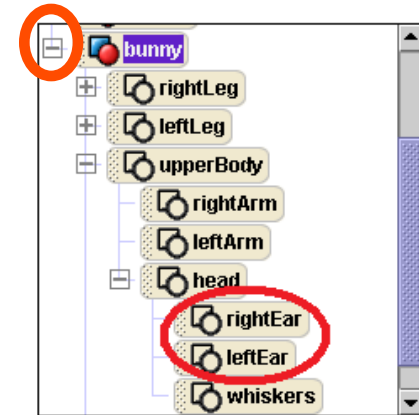 bunny
rightLeg
leftLeg
upperBody
rightArm
leftArm
head
rightEar
leftEar
whiskers